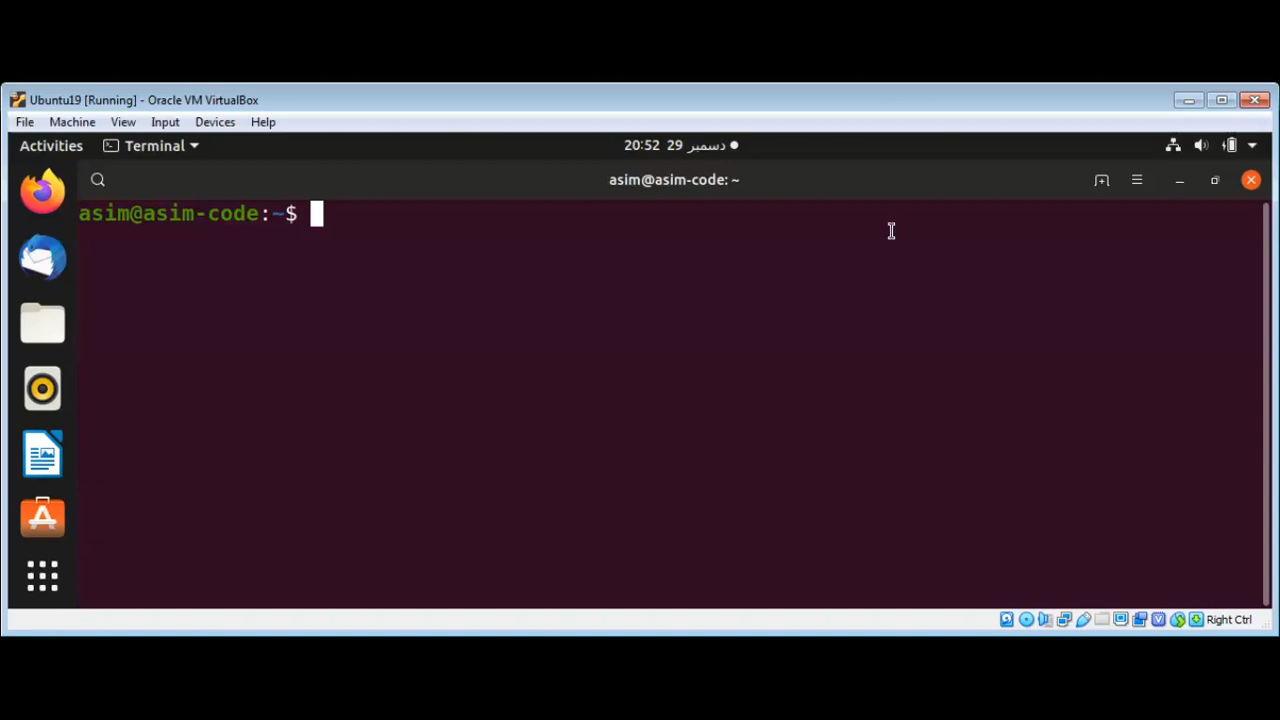 Ubuntu19 [Running] - Oracle VM VirtualBox
File Machine View Input Devices Help
Activities Terminal 20:52 29 دسمبر
asim@asim-code: ~
asim@asim-code:~$
Right Ctrl